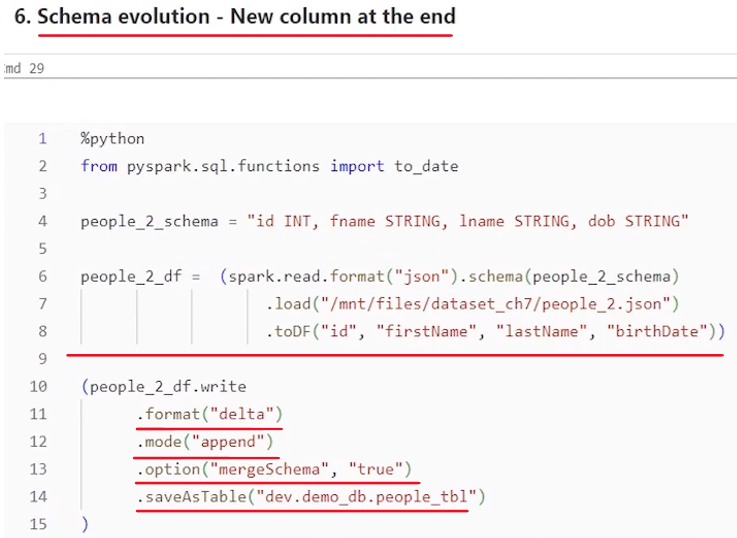 6. Schema evolution - New column at the end
md 29
1 %python
2 from pyspark.sql.functions import to_date
3
4 people_2_schema = "id INT, fname STRING, lname STRING, dob STRING"
5
6 people_2_df =  (spark.read.format("json").schema(people_2_schema)
7 .load("/mnt/files/dataset_ch7/people_2.json")
8 .toDF("id", "firstName", "lastName", "birthDate"))
9
10 (people_2_df.write
11 .format("delta")
12 .mode("append")
13 .option("mergeSchema", "true")
14 .saveAsTable("dev.demo_db.people_tbl")
15 )